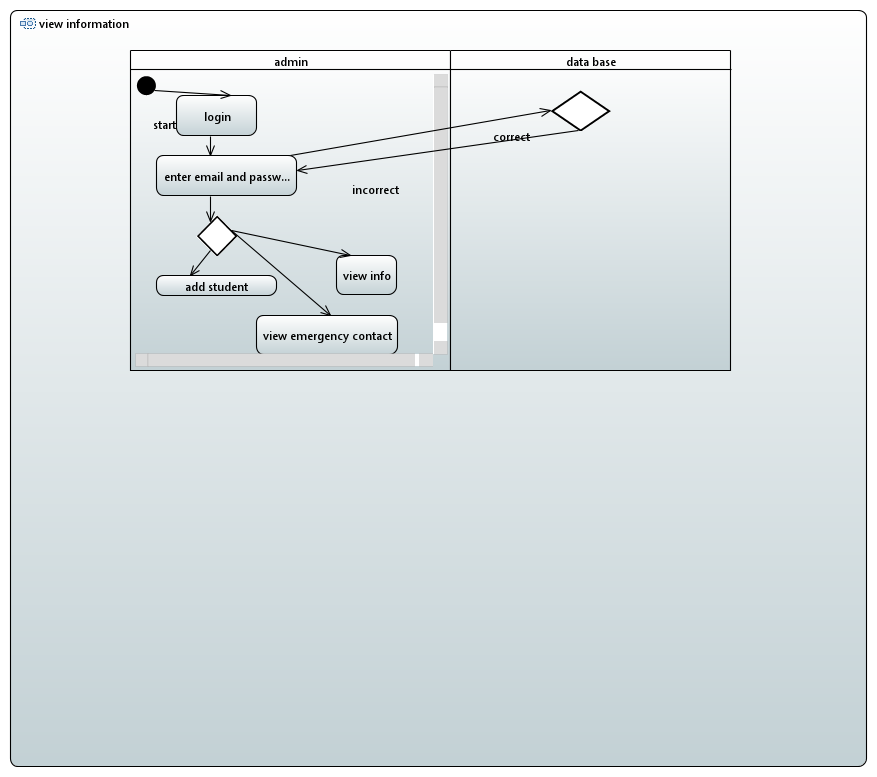 view information
admin
data base
login
start
correct
enter email and passw...
incorrect
view info
add student
view emergency contact